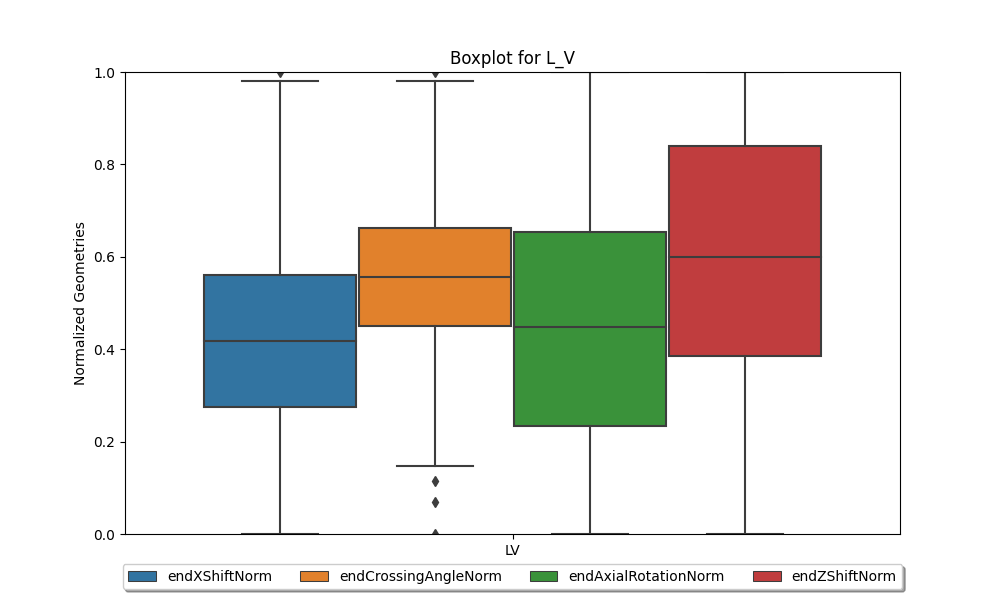 Boxplot for L_V
1.0
0.8
0.6
0.4
0.2
0.0
Normalized Geometries
LV
endXShiftNorm endCrossingAngleNorm endAxialRotationNorm endZShiftNorm